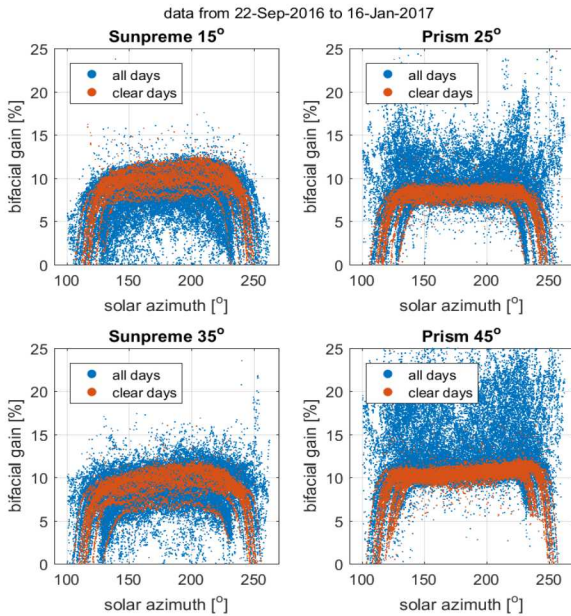 data from 22-Sep-2016 to 16-Jan-2017
Sunpreme 15°
bifacial gain [%]
25
20
15
10
5
0
all days
clear days
100 150 200 250
solar azimuth [°]
Prism 25°
bifacial gain [%]
25
20
15
10
5
0
all days
clear days
100 150 200 250
solar azimuth [°]
Sunpreme 35°
bifacial gain [%]
25
20
15
10
5
0
all days
clear days
100 150 200 250
solar azimuth [°]
Prism 45°
bifacial gain [%]
25
20
15
10
5
0
all days
clear days
100 150 200 250
solar azimuth [°]